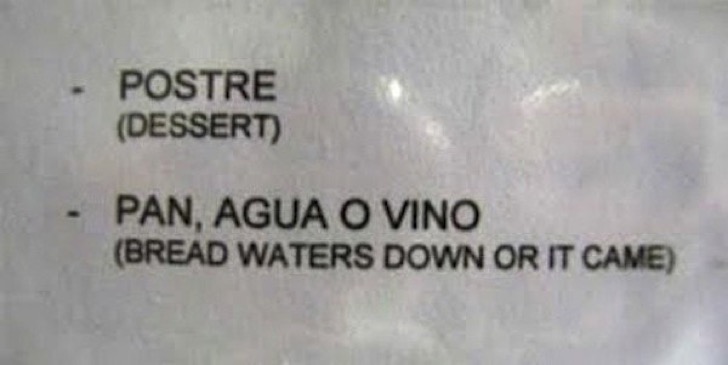 - POSTRE
(DESSERT)
- PAN, AGUA O VINO
(BREAD WATERS DOWN OR IT CAME)